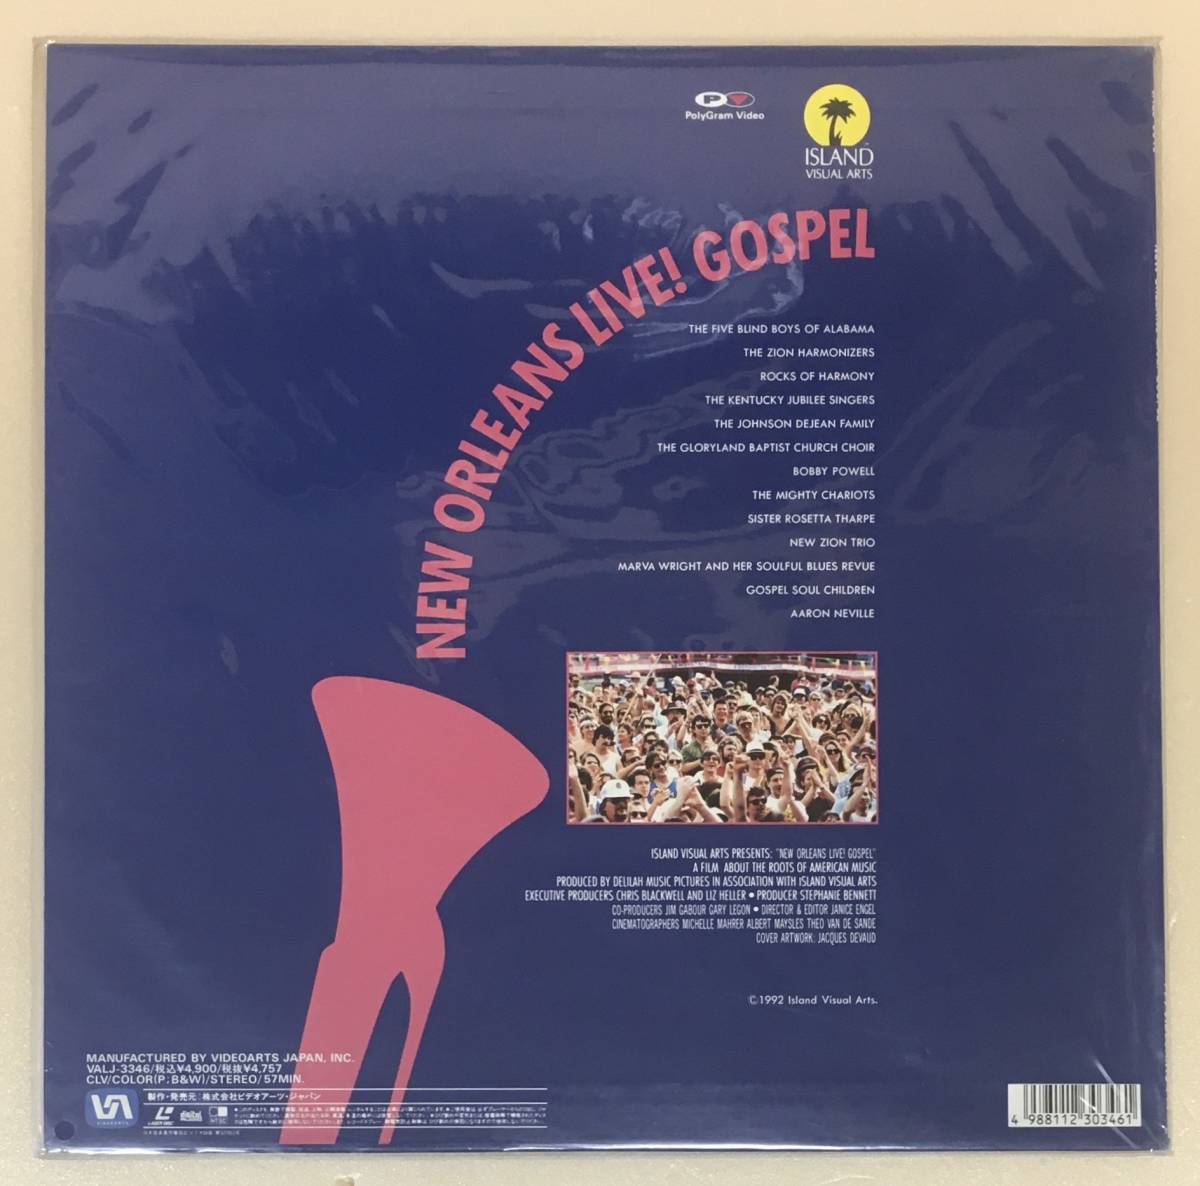 PolyGram Video
ISLAND
VISUAL ARTS
NEW ORLEANS LIVE! GOSPEL
THE FIVE BLIND BOYS OF ALABAMA
THE ZION HARMONIZERS
ROCKS OF HARMONY
THE KENTUCKY JUBILEE SINGERS
THE JOHNSON DEJEAN FAMILY
THE GLORYLAND BAPTIST CHURCH CHOIR
BOBBY POWELL
THE MIGHTY CHARIOTS
SISTER ROSETTA THARPE
NEW ZION TRIO
MARVA WRIGHT AND HER SOULFUL BLUES REVUE
GOSPEL SOUL CHILDREN
AARON NEVILLE
ISLAND VISUAL ARTS PRESENTS: "NEW ORLEANS LIVE! GOSPEL"
A FILM ABOUT THE ROOTS OF AMERICAN MUSIC
PRODUCED BY DELILAH MUSIC PICTURES IN ASSOCIATION WITH ISLAND VISUAL ARTS
EXECUTIVE PRODUCERS CHRIS BLACKWELL AND LIZ HELLER • PRODUCER STEPHANIE BENNETT
CO-PRODUCERS JIM GABOUR GARY LEGON • DIRECTOR & EDITOR JANICE ENGEL
CINEMATOGRAPHERS MICHELLE MAHRER ALBERT MAYSLES THEO VAN DE SANDE
COVER ARTWORK: JACQUES DEVAUD
©1992 Island Visual Arts.
MANUFACTURED BY VIDEOARTS JAPAN, INC.
VALJ-3346/税込¥4,900/税抜¥4,757
CLV/COLOR(P.B&W)/STEREO/57MIN.
製作・発売元：株式会社ビデオアーツ・ジャパン
VIDEOARTS
LASER DISC
digital
NTSC
4 988112 303461